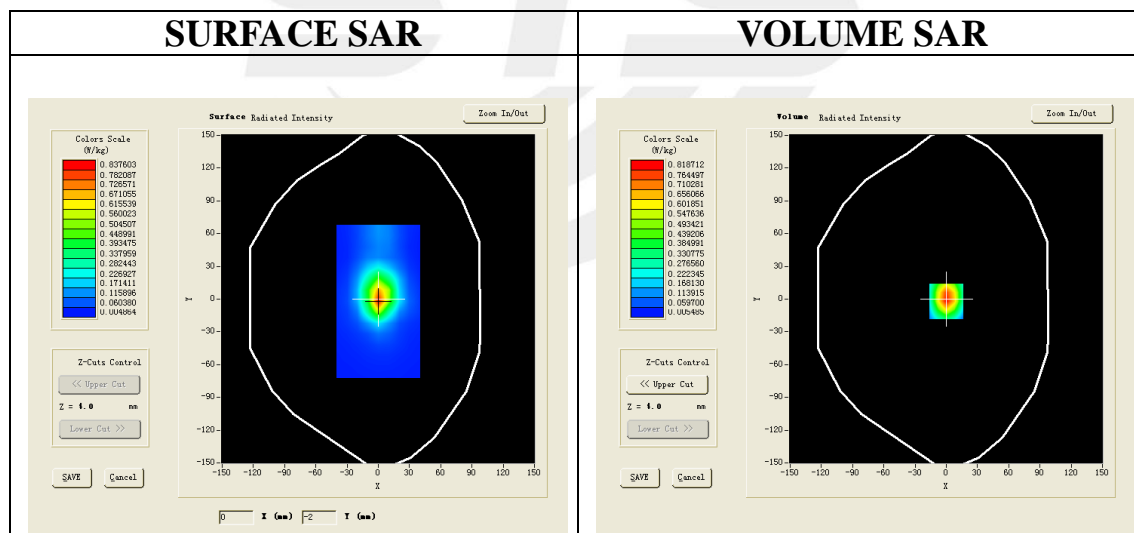 SURFACE SAR
VOLUME SAR
Surface Radiated Intensity
Zoom In/Out
Colors Scale
(W/kg)
0.837603
0.782087
0.726571
0.671055
0.615539
0.560023
0.504507
0.448991
0.393475
0.337959
0.282443
0.226927
0.171411
0.115896
0.060380
0.004864
150
120
90
60
30
0
-30
-60
-90
-120
-150
Y
-150 -120 -90 -60 -30 0 30 60 90 120 150
X
Z-Cuts Control
<< Upper Cut
Z = 4.0 mm
Lower Cut >>
SAVE Cancel
0 X (mm) -2 Y (mm)
Volume Radiated Intensity
Zoom In/Out
Colors Scale
(W/kg)
0.818712
0.764497
0.710281
0.656066
0.601851
0.547636
0.493421
0.439206
0.384991
0.330775
0.276560
0.222345
0.168130
0.113915
0.059700
0.005485
150
120
90
60
30
0
-30
-60
-90
-120
-150
Y
-150 -120 -90 -60 -30 0 30 60 90 120 150
X
Z-Cuts Control
<< Upper Cut
Z = 4.0 mm
Lower Cut >>
SAVE Cancel